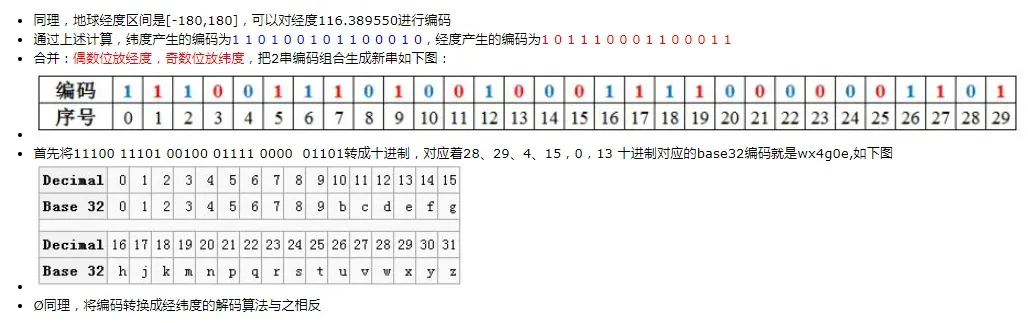 同理，地球经度区间是[-180,180]，可以对经度116.389550进行编码
通过上述计算，纬度产生的编码为1 1 0 1 0 0 1 0 1 1 0 0 0 1 0，经度产生的编码为1 0 1 1 1 0 0 0 1 1 0 0 0 1 1
合并：偶数位放经度，奇数位放纬度，把2串编码组合生成新串如下图：
编码 1 1 1 0 0 1 1 1 0 1 0 0 1 0 0 0 1 1 1 1 0 0 0 0 0 0 1 1 0 1
序号 0 1 2 3 4 5 6 7 8 9 10 11 12 13 14 15 16 17 18 19 20 21 22 23 24 25 26 27 28 29
首先将11100 11101 00100 01111 0000 01101转成十进制，对应着28、29、4、15，0，13 十进制对应的base32编码就是wx4g0e,如下图
Decimal 0 1 2 3 4 5 6 7 8 9 10 11 12 13 14 15
Base 32 0 1 2 3 4 5 6 7 8 9 b c d e f g
Decimal 16 17 18 19 20 21 22 23 24 25 26 27 28 29 30 31
Base 32 h j k m n p q r s t u v w x y z
Ø同理，将编码转换成经纬度的解码算法与之相反